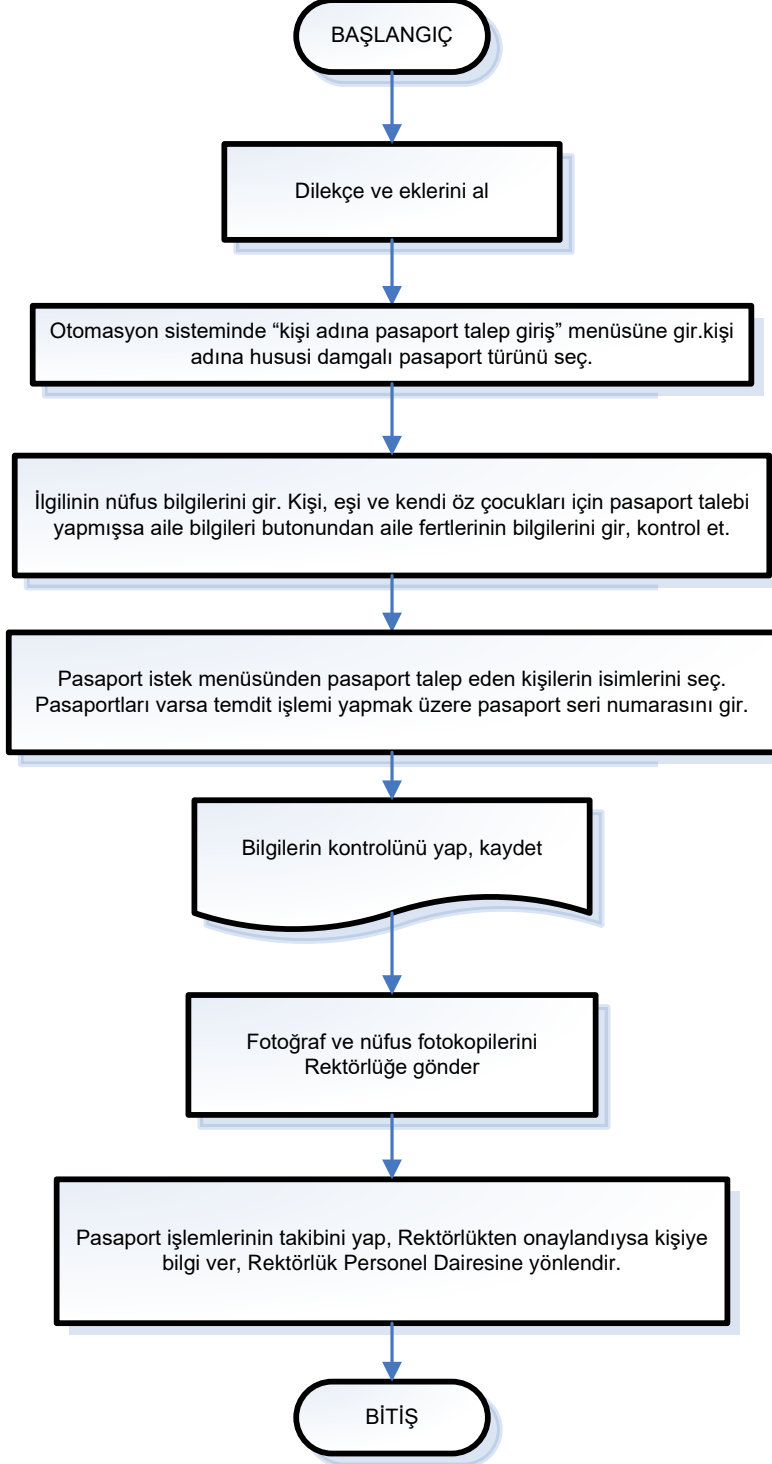 BAŞLANGIÇ
Dilekçe ve eklerini al
Otomasyon sisteminde “kişi adına pasaport talep giriş” menüsüne gir.kişi
adına hususi damgalı pasaport türünü seç.
İlgilinin nüfus bilgilerini gir. Kişi, eşi ve kendi öz çocukları için pasaport talebi
yapmışsa aile bilgileri butonundan aile fertlerinin bilgilerini gir, kontrol et.
Pasaport istek menüsünden pasaport talep eden kişilerin isimlerini seç.
Pasaportları varsa temdit işlemi yapmak üzere pasaport seri numarasını gir.
Bilgilerin kontrolünü yap, kaydet
Fotoğraf ve nüfus fotokopilerini
Rektörlüğe gönder
Pasaport işlemlerinin takibini yap, Rektörlükten onaylandıysa kişiye
bilgi ver, Rektörlük Personel Dairesine yönlendir.
BİTİŞ